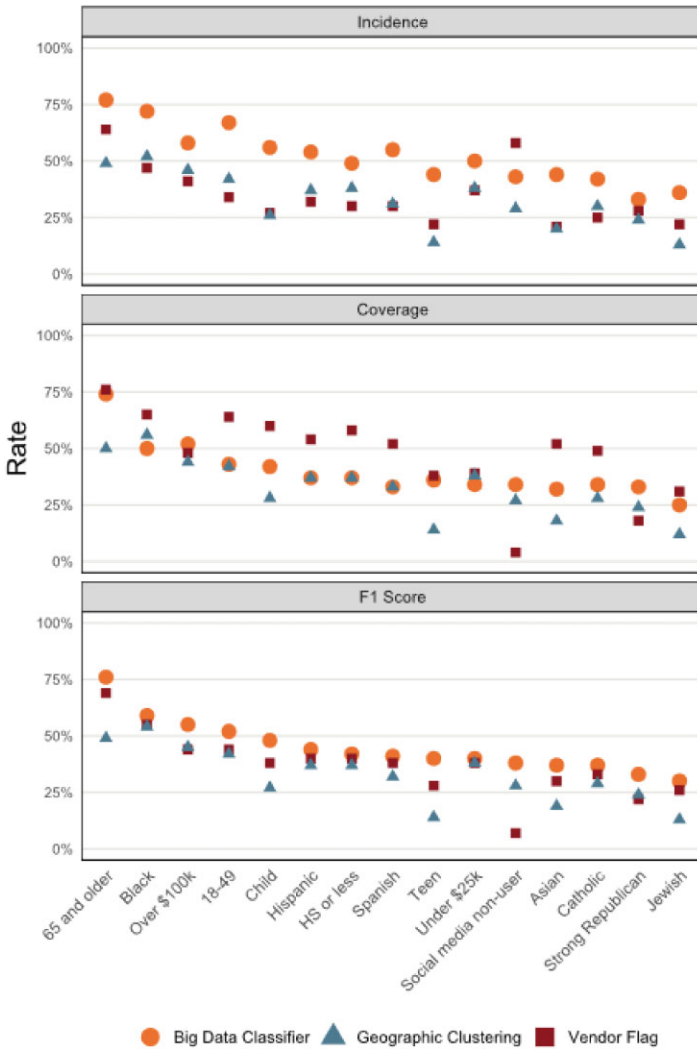 Incidence
100%
75%
50%
25%
0%
Coverage
100%
75%
50%
25%
0%
Rate
F1 Score
100%
75%
50%
25%
0%
65 and older
Black
Over $100k
18-49
Child
Hispanic
HS or less
Spanish
Teen
Under $25k
Social media non-user
Asian
Catholic
Strong Republican
Jewish
Big Data Classifier Geographic Clustering Vendor Flag